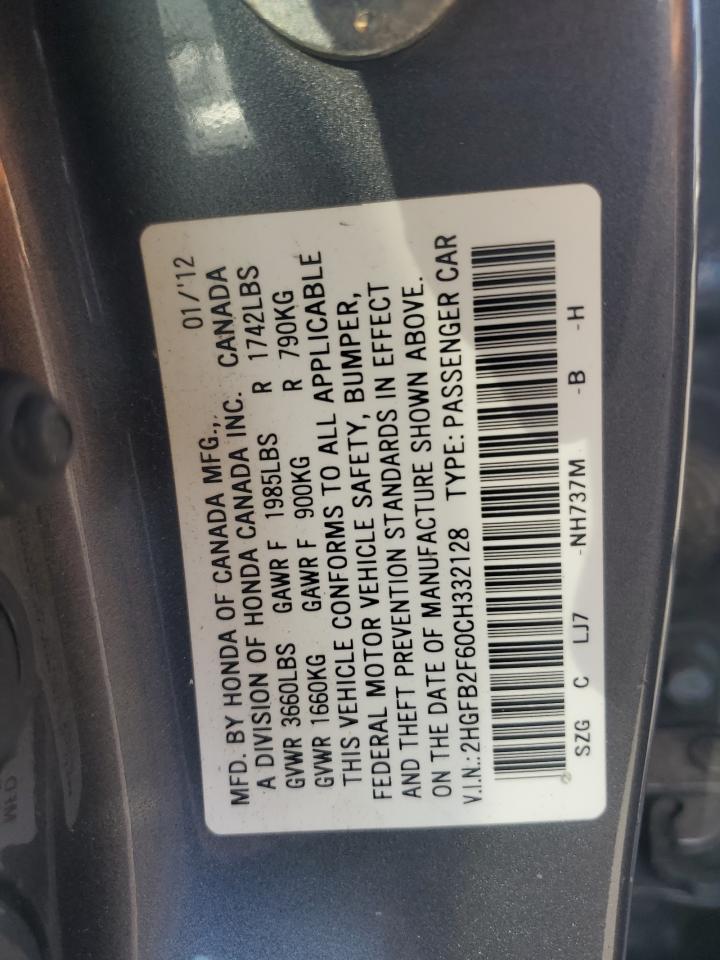 MFD. BY HONDA OF CANADA MFG., 01/'12
A DIVISION OF HONDA CANADA INC. CANADA
GVWR 3660LBS GAWR F 1985LBS R 1742LBS
GVWR 1660KG GAWR F 900KG R 790KG
THIS VEHICLE CONFORMS TO ALL APPLICABLE
FEDERAL MOTOR VEHICLE SAFETY, BUMPER,
AND THEFT PREVENTION STANDARDS IN EFFECT
ON THE DATE OF MANUFACTURE SHOWN ABOVE.
V.I.N.: 2HGFB2F60CH332128 TYPE: PASSENGER CAR
SZG C LJ7 -NH737M -B -H